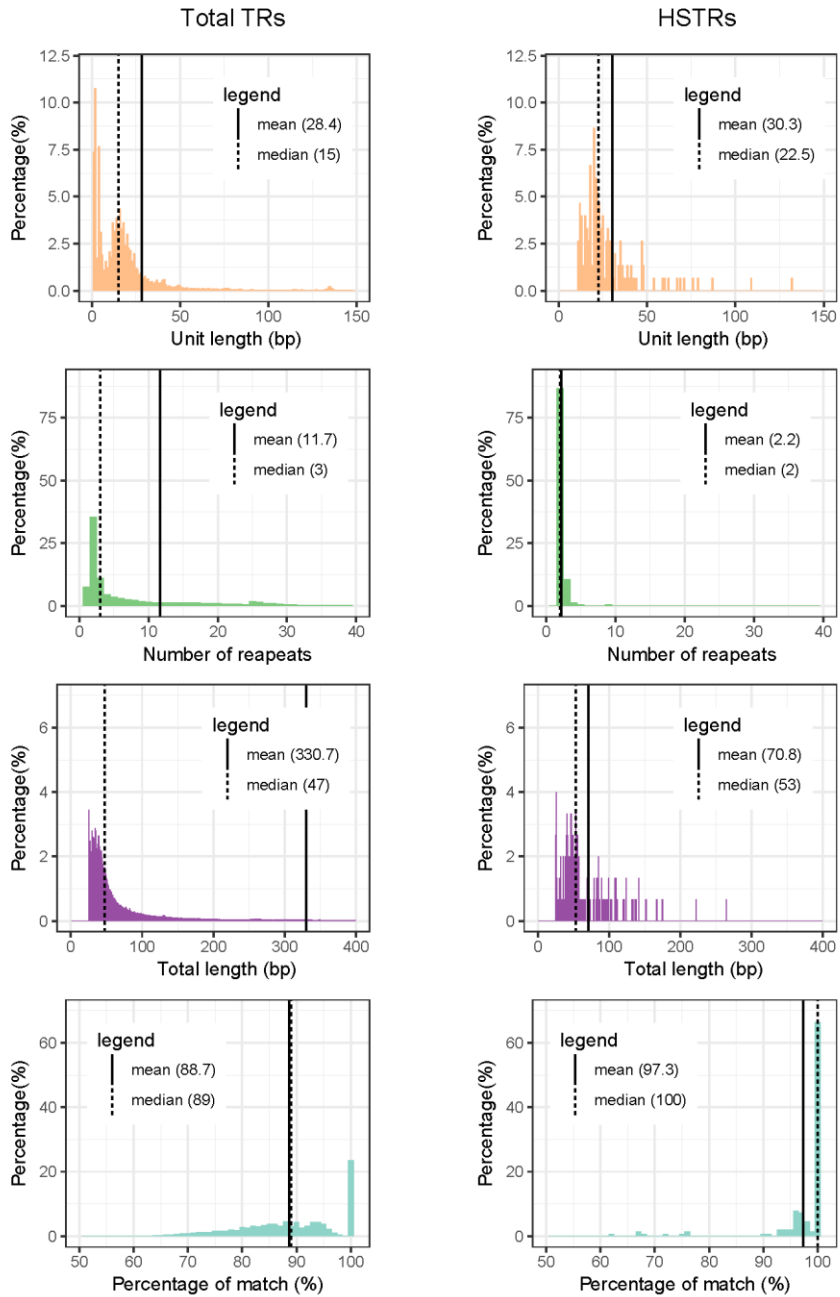 Total TRs
HSTRs
12.5
10.0
7.5
5.0
2.5
0.0
Percentage(%)
legend
mean (28.4)
median (15)
0
50
100
150
Unit length (bp)
12.5
10.0
7.5
5.0
2.5
0.0
Percentage(%)
legend
mean (30.3)
median (22.5)
0
50
100
150
Unit length (bp)
75
50
25
0
Percentage(%)
legend
mean (11.7)
median (3)
0
10
20
30
40
Number of reapeats
75
50
25
0
Percentage(%)
legend
mean (2.2)
median (2)
0
10
20
30
40
Number of reapeats
6
4
2
0
Percentage(%)
legend
mean (330.7)
median (47)
0
100
200
300
400
Total length (bp)
6
4
2
0
Percentage(%)
legend
mean (70.8)
median (53)
0
100
200
300
400
Total length (bp)
60
40
20
0
Percentage(%)
legend
mean (88.7)
median (89)
50
60
70
80
90
100
Percentage of match (%)
60
40
20
0
Percentage(%)
legend
mean (97.3)
median (100)
50
60
70
80
90
100
Percentage of match (%)